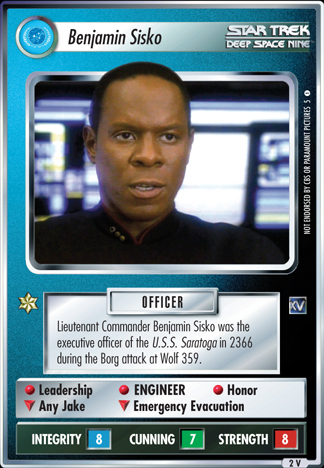 Benjamin Sisko
STAR TREK
DEEP SPACE NINE
NOT ENDORSED BY CBS OR PARAMOUNT PICTURES 5
OFFICER
KV
Lieutenant Commander Benjamin Sisko was the
executive officer of the U.S.S. Saratoga in 2366
during the Borg attack at Wolf 359.
Leadership ENGINEER Honor
Any Jake Emergency Evacuation
INTEGRITY 8 CUNNING 7 STRENGTH 8
2 V